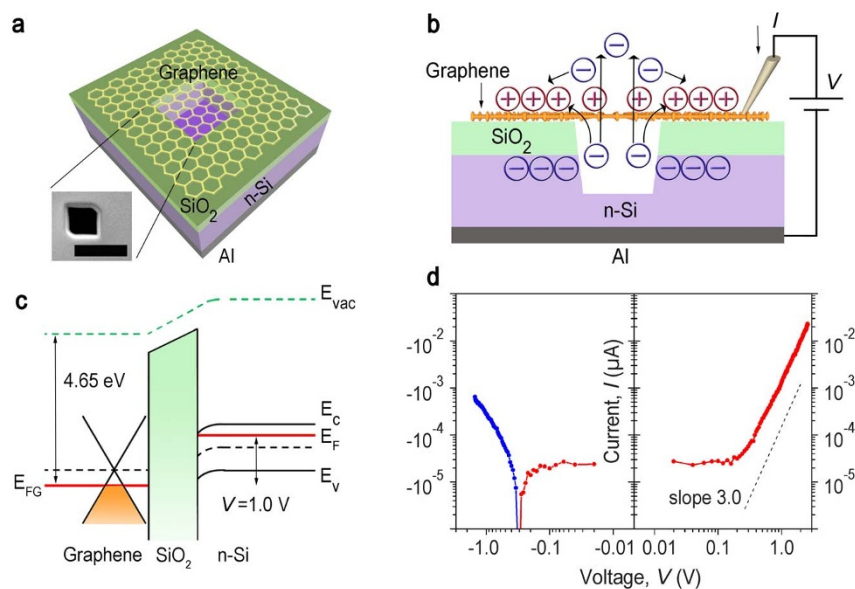 a
Graphene
SiO2
n-Si
Al
b
I
Graphene
V
SiO2
n-Si
Al
c
Evac
4.65 eV
Ec
EF
EFG
Ev
V=1.0 V
Graphene SiO2 n-Si
d
Current, I (μA)
-10-2
-10-3
-10-4
-10-5
10-2
10-3
10-4
10-5
slope 3.0
-1.0 -0.1 -0.01 0.01 0.1 1.0
Voltage, V (V)